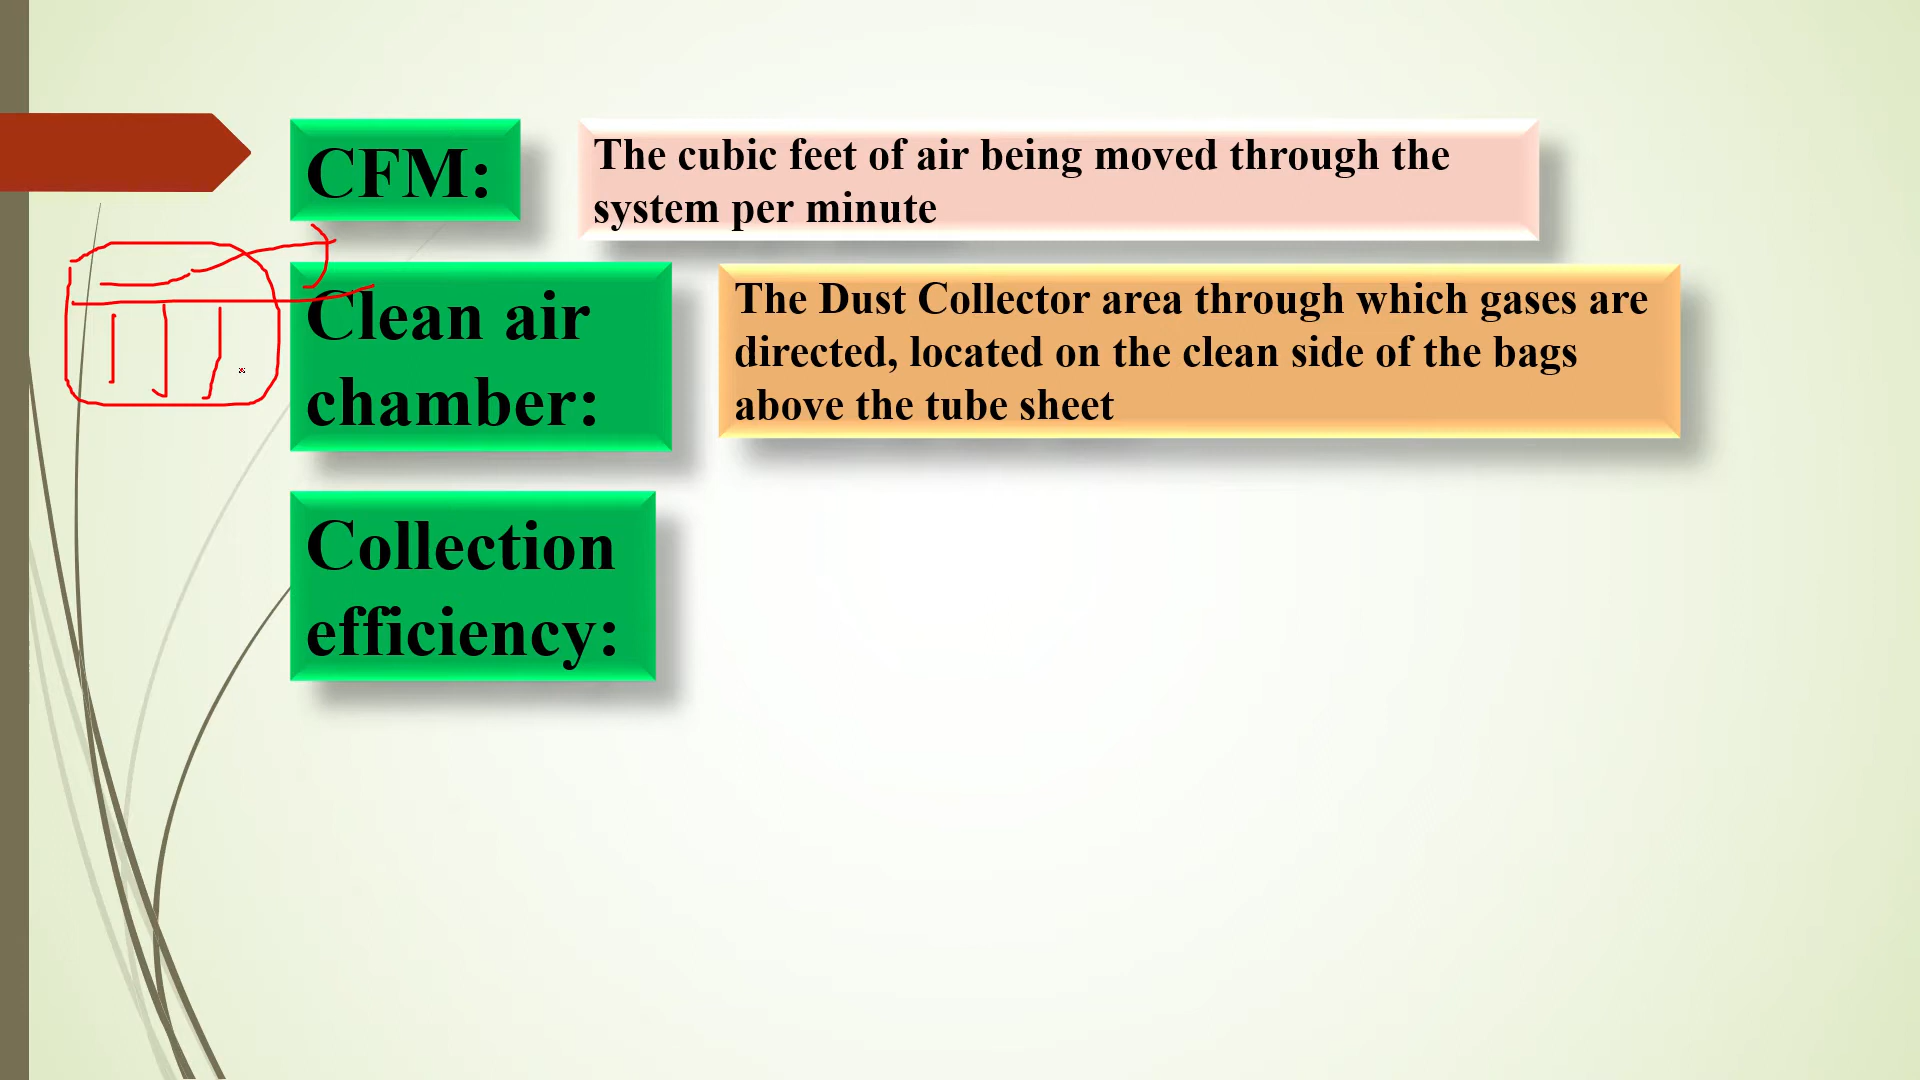 CFM:
The cubic feet of air being moved through the
system per minute
Clean air
chamber:
The Dust Collector area through which gases are
directed, located on the clean side of the bags
above the tube sheet
Collection
efficiency: